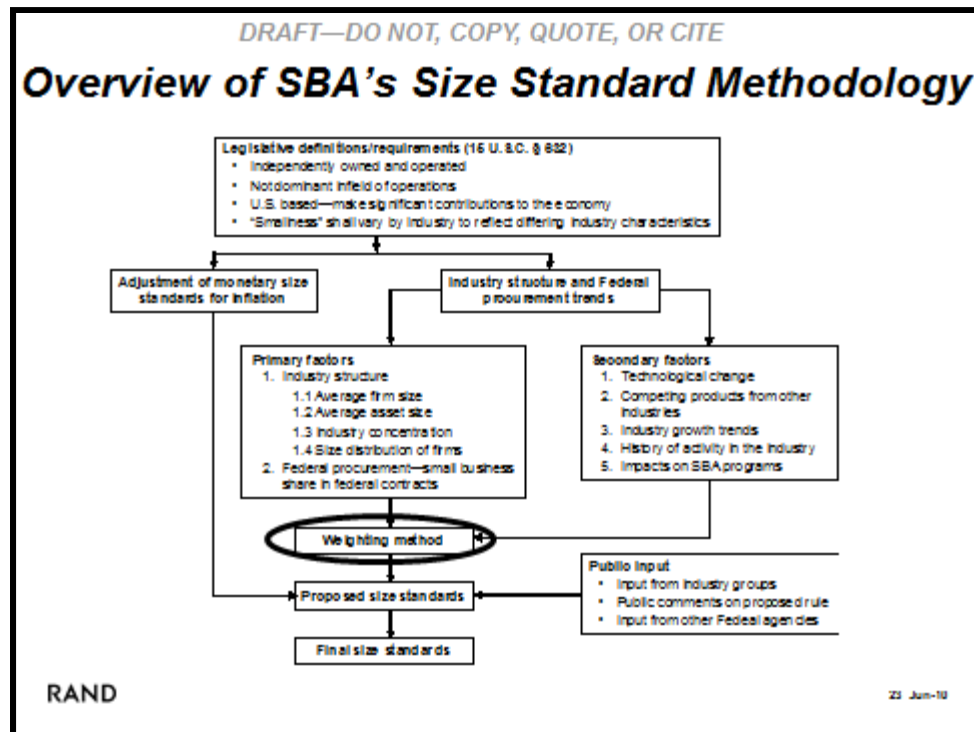 DRAFT—DO NOT, COPY, QUOTE, OR CITE
Overview of SBA's Size Standard Methodology
Legislative definitions/requirements (15 U.S.C. § 632)
• Independently owned and operated
• Not dominant in field of operations
• U.S. based—make significant contributions to the economy
• "Smallness" shall vary by industry to reflect differing industry characteristics
Adjustment of monetary size
standards for inflation
Industry structure and Federal
procurement trends
Primary factors
1. Industry structure
1.1 Average firm size
1.2 Average asset size
1.3 Industry concentration
1.4 Size distribution of firms
2. Federal procurement—small business
share in federal contracts
Secondary factors
1. Technological change
2. Competing products from other
industries
3. Industry growth trends
4. History of activity in the industry
5. Impacts on SBA programs
Weighting method
Public input
• Input from industry groups
• Public comments on proposed rule
• Input from other Federal agencies
Proposed size standards
Final size standards
RAND
23 Jun-10